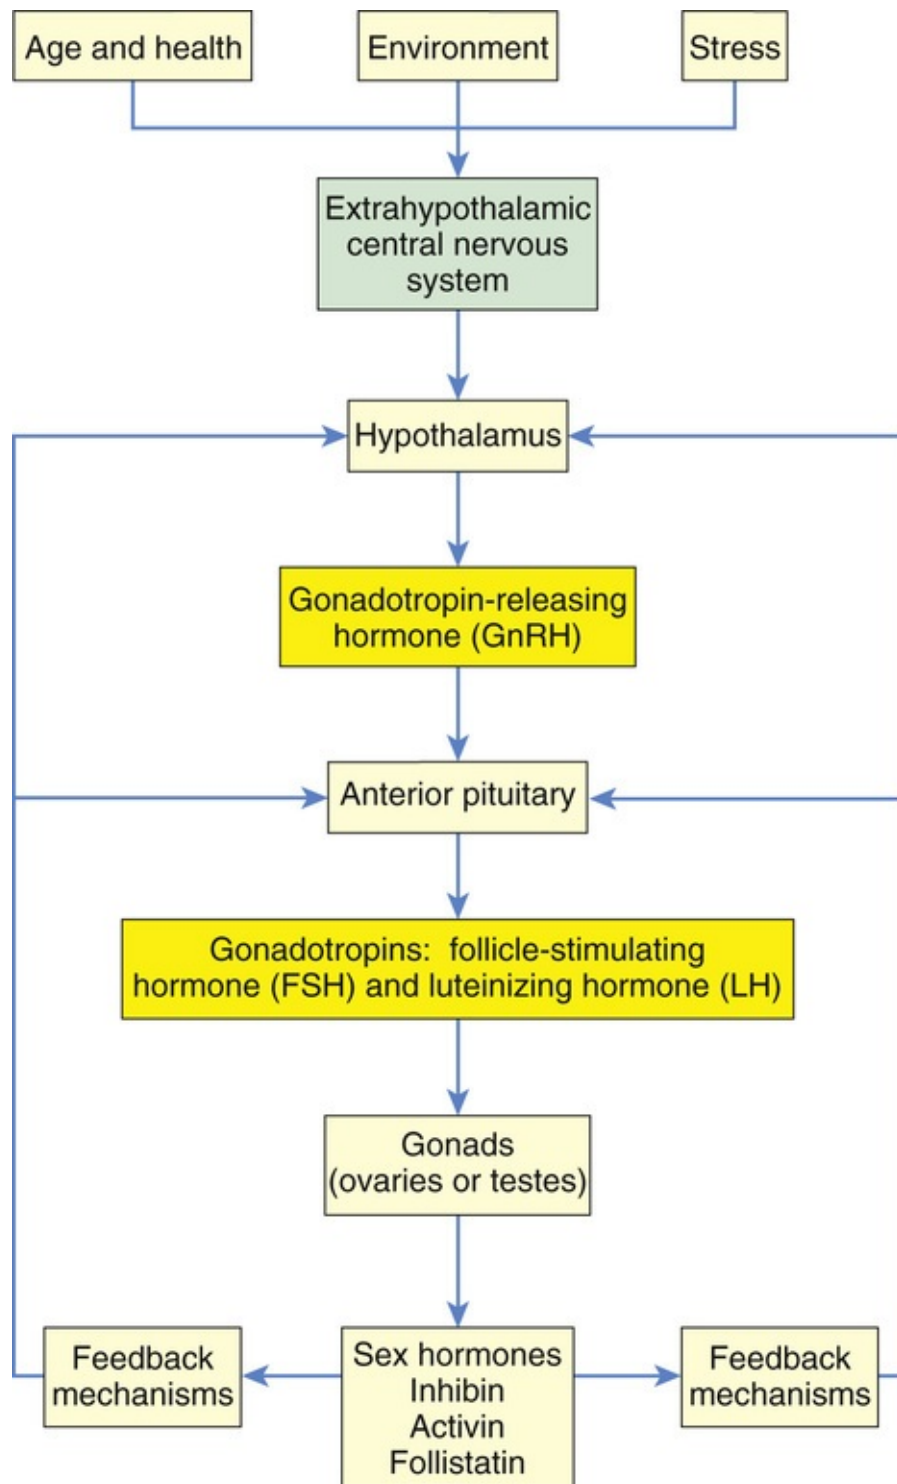 Age and health
Environment
Stress
Extrahypothalamic
central nervous
system
Hypothalamus
Gonadotropin-releasing
hormone (GnRH)
Anterior pituitary
Gonadotropins: follicle-stimulating
hormone (FSH) and luteinizing hormone (LH)
Gonads
(ovaries or testes)
Feedback
mechanisms
Sex hormones
Inhibin
Activin
Follistatin
Feedback
mechanisms